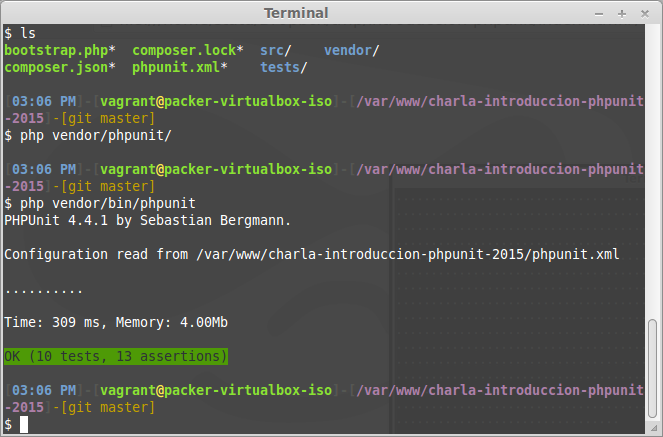 Terminal
$ ls
bootstrap.php*  composer.lock*  src/    vendor/
composer.json*  phpunit.xml*    tests/
[03:06 PM]-[vagrant@packer-virtualbox-iso]-[/var/www/charla-introduccion-phpunit
-2015]-[git master]
$ php vendor/phpunit/
[03:06 PM]-[vagrant@packer-virtualbox-iso]-[/var/www/charla-introduccion-phpunit
-2015]-[git master]
$ php vendor/bin/phpunit
PHPUnit 4.4.1 by Sebastian Bergmann.
Configuration read from /var/www/charla-introduccion-phpunit-2015/phpunit.xml
..........
Time: 309 ms, Memory: 4.00Mb
OK (10 tests, 13 assertions)
[03:06 PM]-[vagrant@packer-virtualbox-iso]-[/var/www/charla-introduccion-phpunit
-2015]-[git master]
$